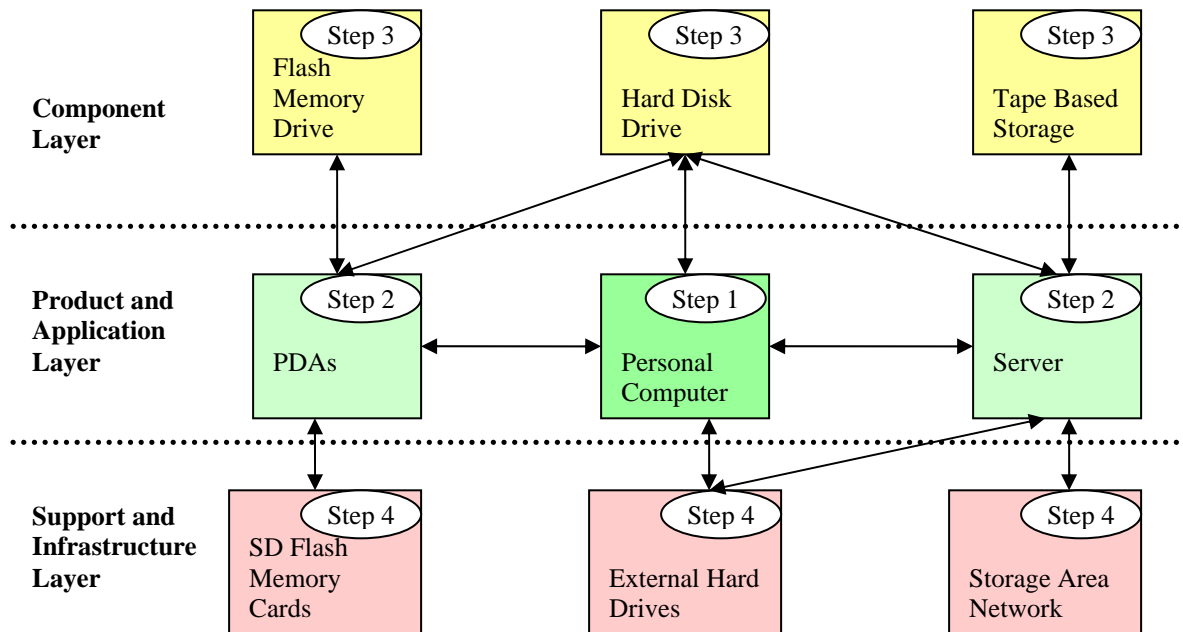 Step 3
Flash
Memory
Drive
Step 3
Hard Disk
Drive
Step 3
Tape Based
Storage
Component
Layer
Product and
Application
Layer
Step 2
PDAs
Step 1
Personal
Computer
Step 2
Server
Support and
Infrastructure
Layer
Step 4
SD Flash
Memory
Cards
Step 4
External Hard
Drives
Step 4
Storage Area
Network